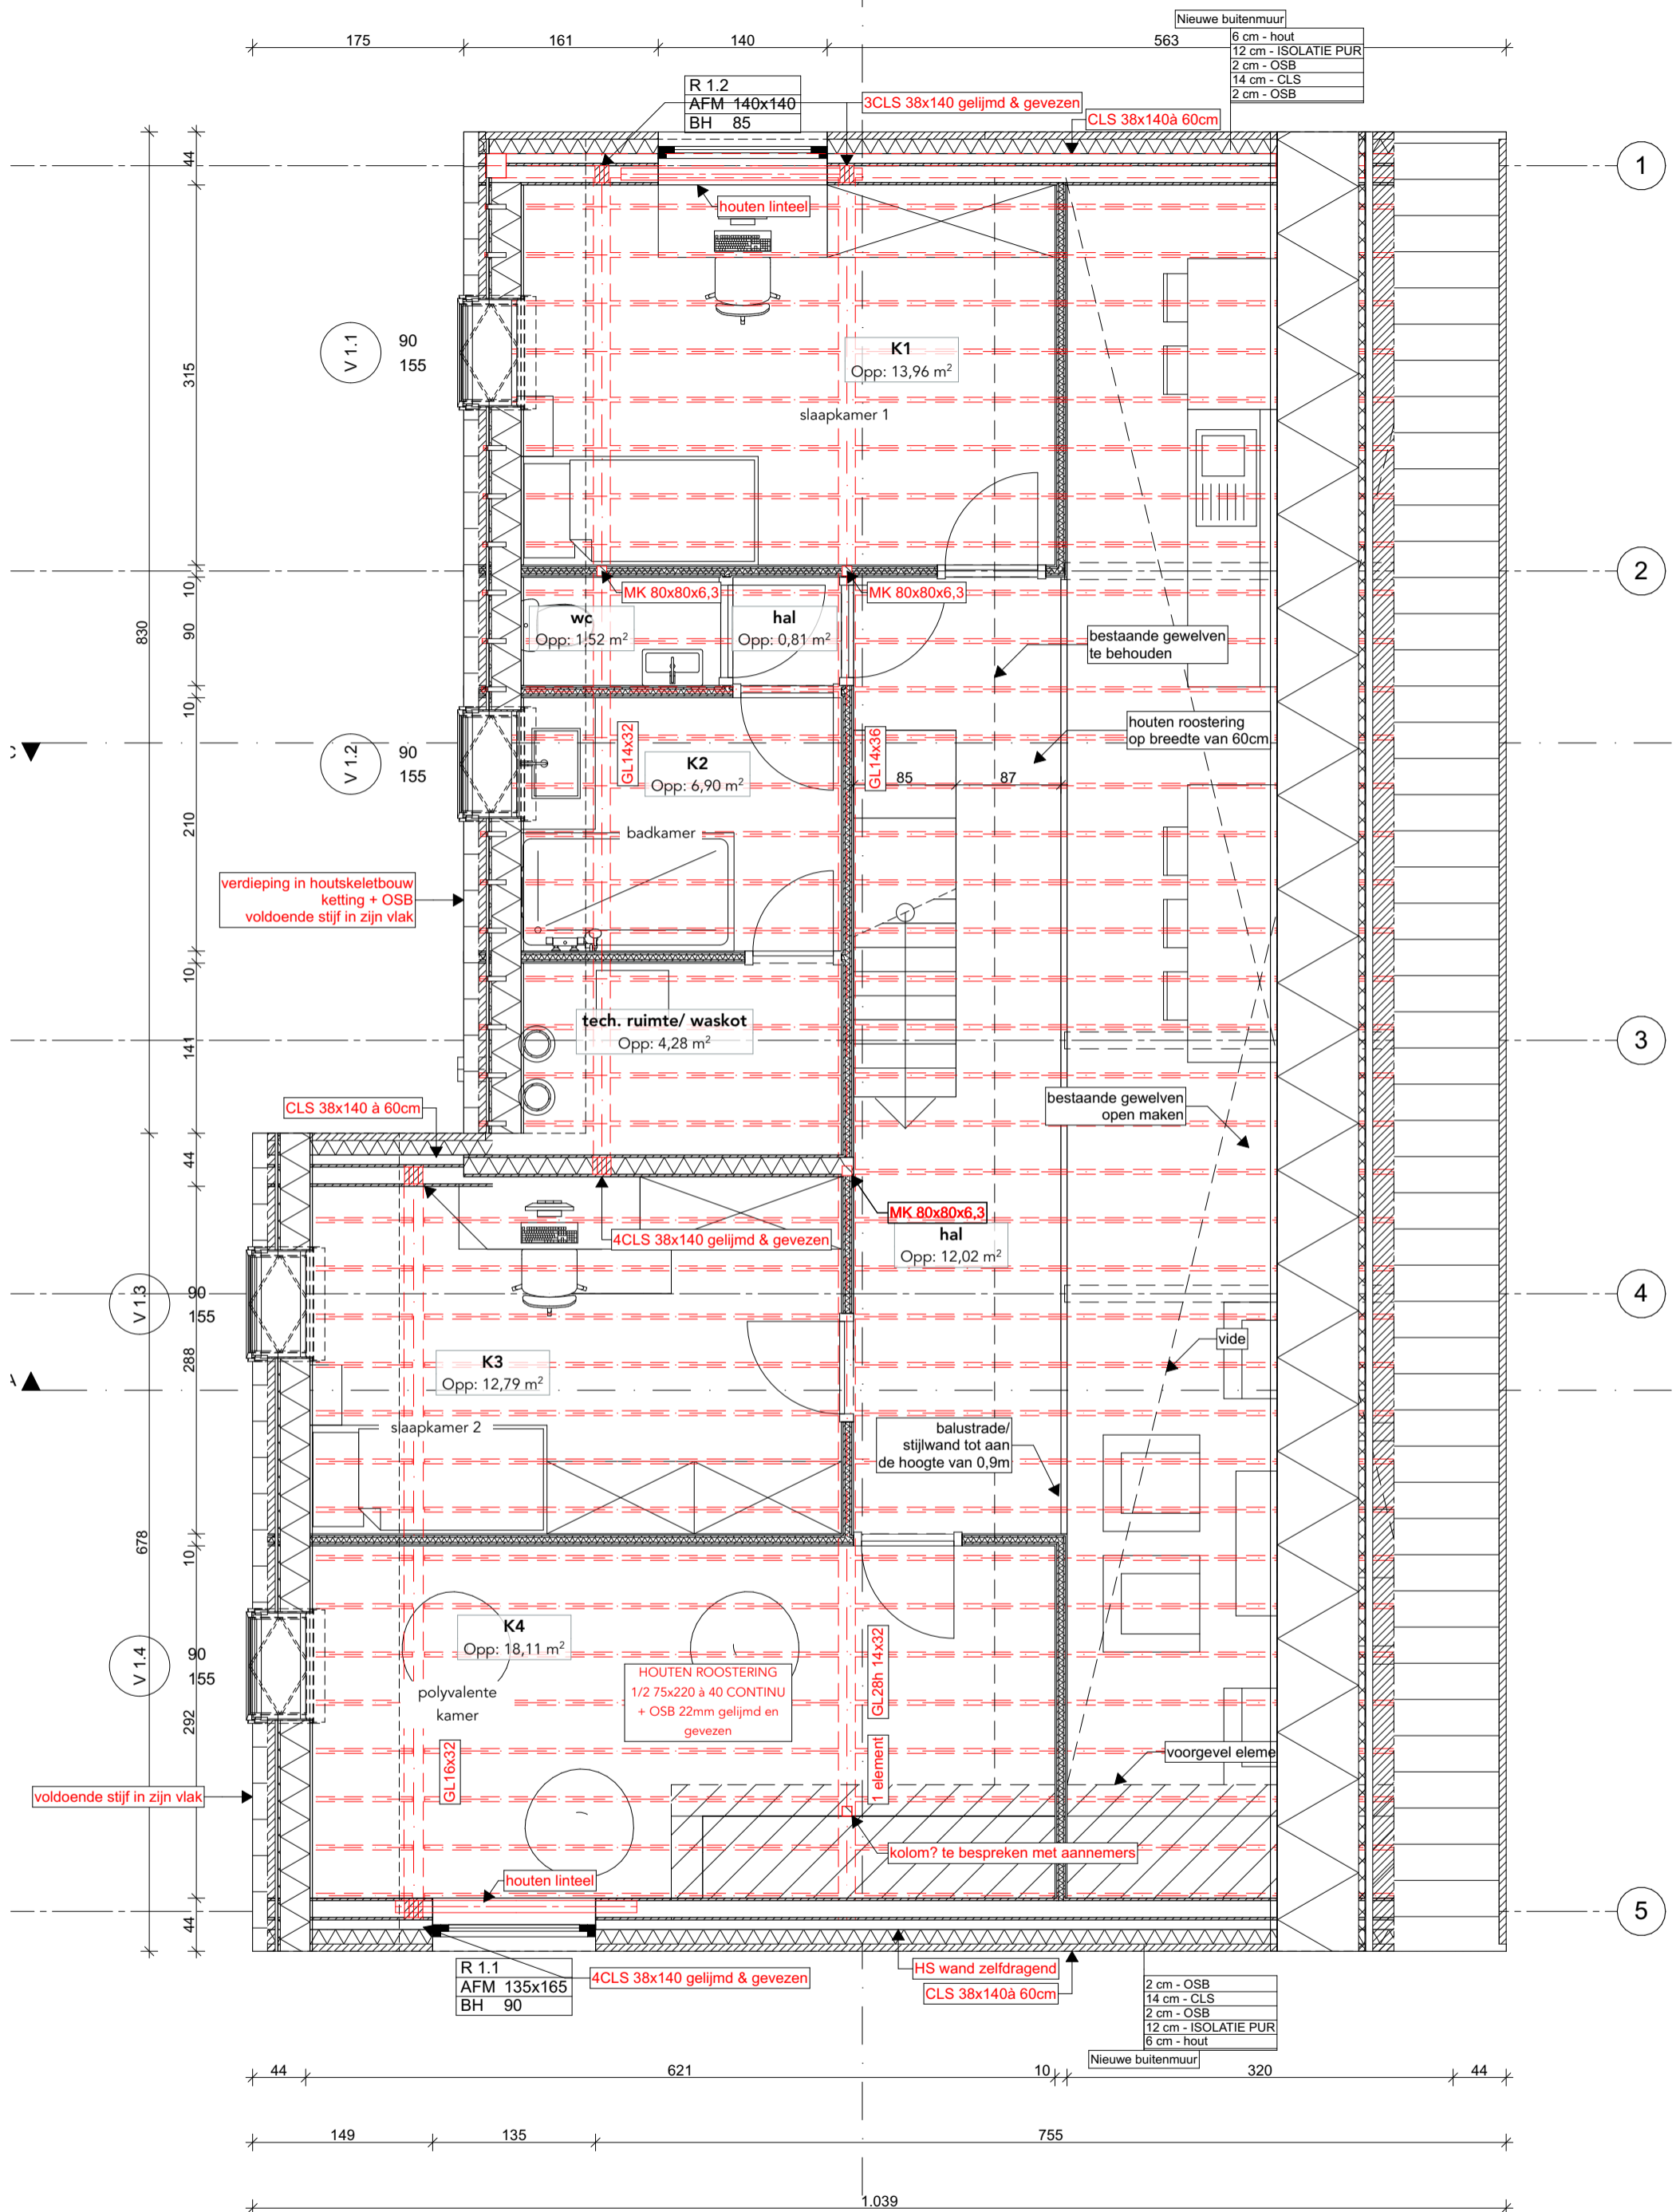 Nieuwe buitenmuur
6 cm - hout
12 cm - ISOLATIE PUR
2 cm - OSB
14 cm - CLS
2 cm - OSB
175
161
140
563
R 1.2
AFM 140x140
BH 85
3CLS 38x140 gelijmd & gevezen
CLS 38x140à 60cm
houten linteel
1
44
315
V 1.1
90
155
K1
Opp: 13,96 m²
slaapkamer 1
2
10
MK 80x80x6,3
MK 80x80x6,3
830
90
wc
Opp: 1,52 m²
hal
Opp: 0,81 m²
bestaande gewelven
te behouden
10
houten roostering
op breedte van 60cm
C
V 1.2
90
155
GL14x32
K2
Opp: 6,90 m²
GL14x36
85
87
210
badkamer
verdieping in houtskeletbouw
ketting + OSB
voldoende stijf in zijn vlak
10
tech. ruimte/ waskot
Opp: 4,28 m²
141
3
CLS 38x140 à 60cm
bestaande gewelven
open maken
44
MK 80x80x6,3
hal
Opp: 12,02 m²
4CLS 38x140 gelijmd & gevezen
V 1.3
90
155
4
vide
288
K3
Opp: 12,79 m²
A
slaapkamer 2
balustrade/
stijlwand tot aan
de hoogte van 0,9m
678
10
K4
Opp: 18,11 m²
V 1.4
90
155
GL28h 14x32
HOUTEN ROOSTERING
1/2 75x220 à 40 CONTINU
+ OSB 22mm gelijmd en
gevezen
polyvalente
kamer
292
GL16x32
1 element
voorgevel eleme
voldoende stijf in zijn vlak
kolom? te bespreken met aannemers
houten linteel
44
5
R 1.1
AFM 135x165
BH 90
4CLS 38x140 gelijmd & gevezen
HS wand zelfdragend
CLS 38x140à 60cm
2 cm - OSB
14 cm - CLS
2 cm - OSB
12 cm - ISOLATIE PUR
6 cm - hout
Nieuwe buitenmuur
44
621
10
320
44
149
135
755
1.039